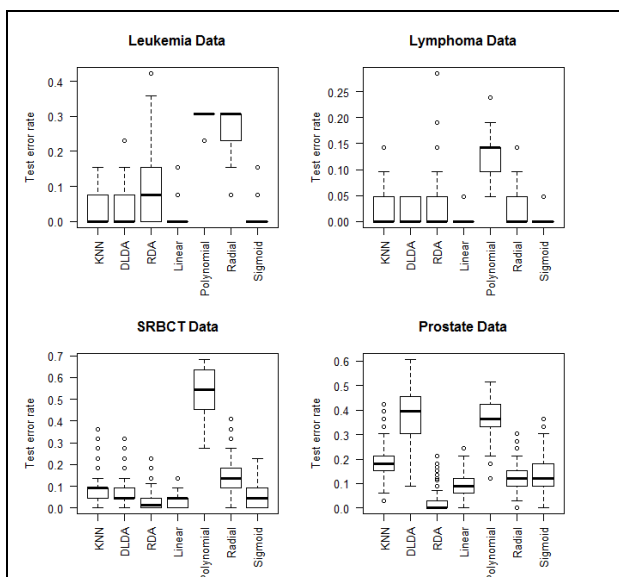 Leukemia Data
Test error rate
0.4
0.3
0.2
0.1
0.0
KNN
DLDA
RDA
Linear
Polynomial
Radial
Sigmoid
Lymphoma Data
Test error rate
0.25
0.20
0.15
0.10
0.05
0.00
KNN
DLDA
RDA
Linear
Polynomial
Radial
Sigmoid
SRBCT Data
Test error rate
0.7
0.6
0.5
0.4
0.3
0.2
0.1
0.0
KNN
DLDA
RDA
Linear
Polynomial
Radial
Sigmoid
Prostate Data
Test error rate
0.6
0.5
0.4
0.3
0.2
0.1
0.0
KNN
DLDA
RDA
Linear
Polynomial
Radial
Sigmoid